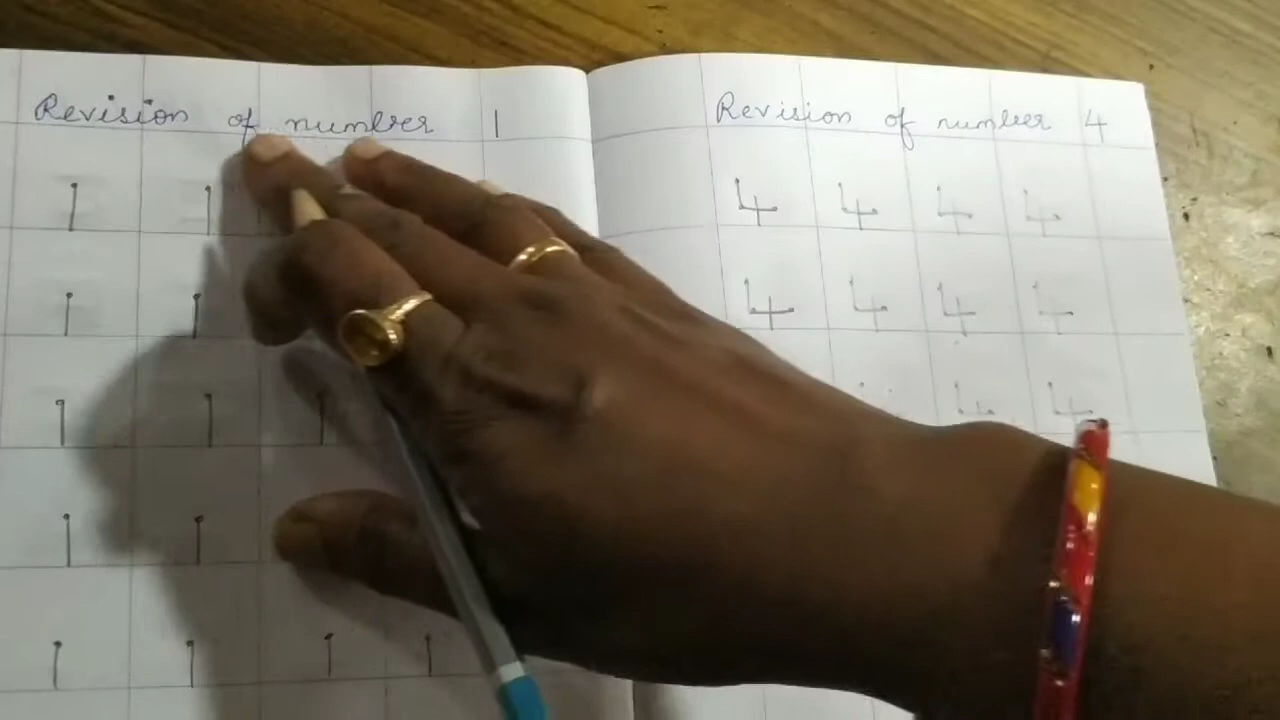 Revision of number 1
1 1
1 1
1 1 1
1 1
1 1 1 1
Revision of number 4
4 4 4 4
4 4 4 4
4 4